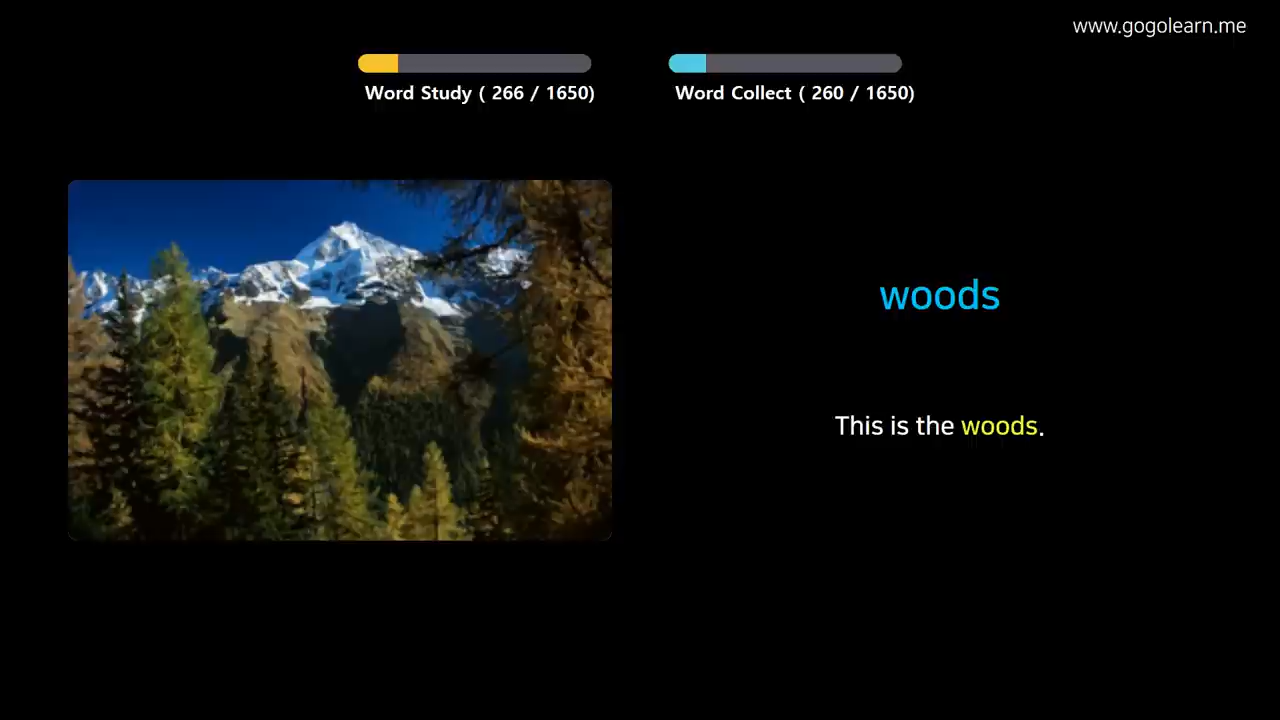 www.gogolearn.me
Word Study ( 266 / 1650)
Word Collect ( 260 / 1650)
woods
This is the woods.